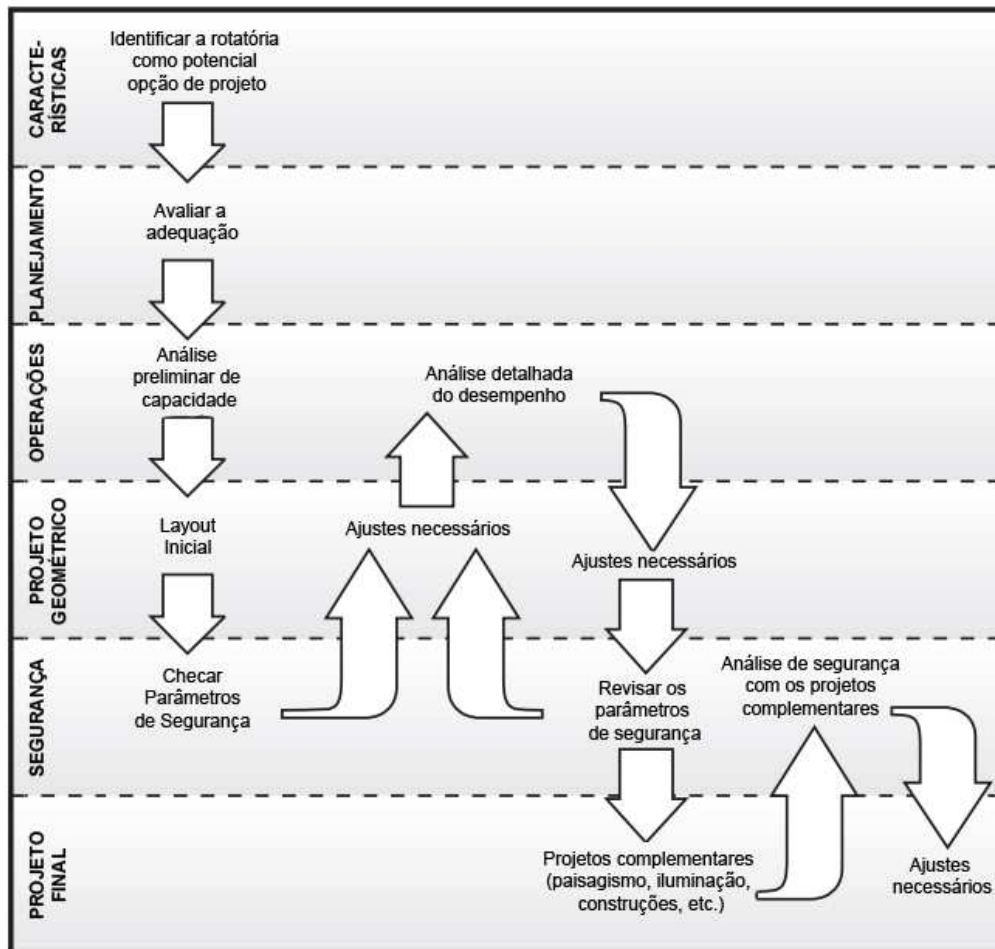 CARACTE-
RÍSTICAS
Identificar a rotatória
como potencial
opção de projeto
PLANEJAMENTO
Avaliar a
adequação
OPERAÇÕES
Análise
preliminar de
capacidade
Análise detalhada
do desempenho
PROJETO
GEOMÉTRICO
Layout
Inicial
Ajustes necessários
Ajustes necessários
SEGURANÇA
Checar
Parâmetros
de Segurança
Revisar os
parâmetros
de segurança
Análise de segurança
com os projetos
complementares
PROJETO
FINAL
Projetos complementares
(paisagismo, iluminação,
construções, etc.)
Ajustes
necessários